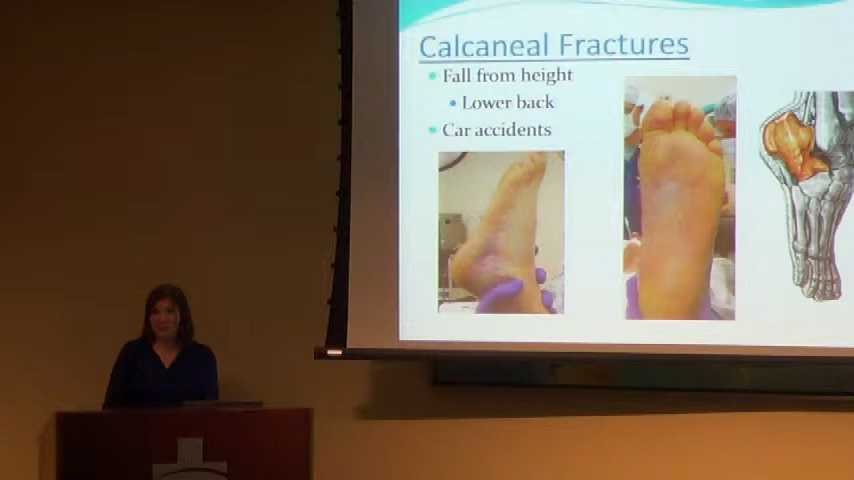 Calcaneal Fractures
Fall from height
Lower back
Car accidents